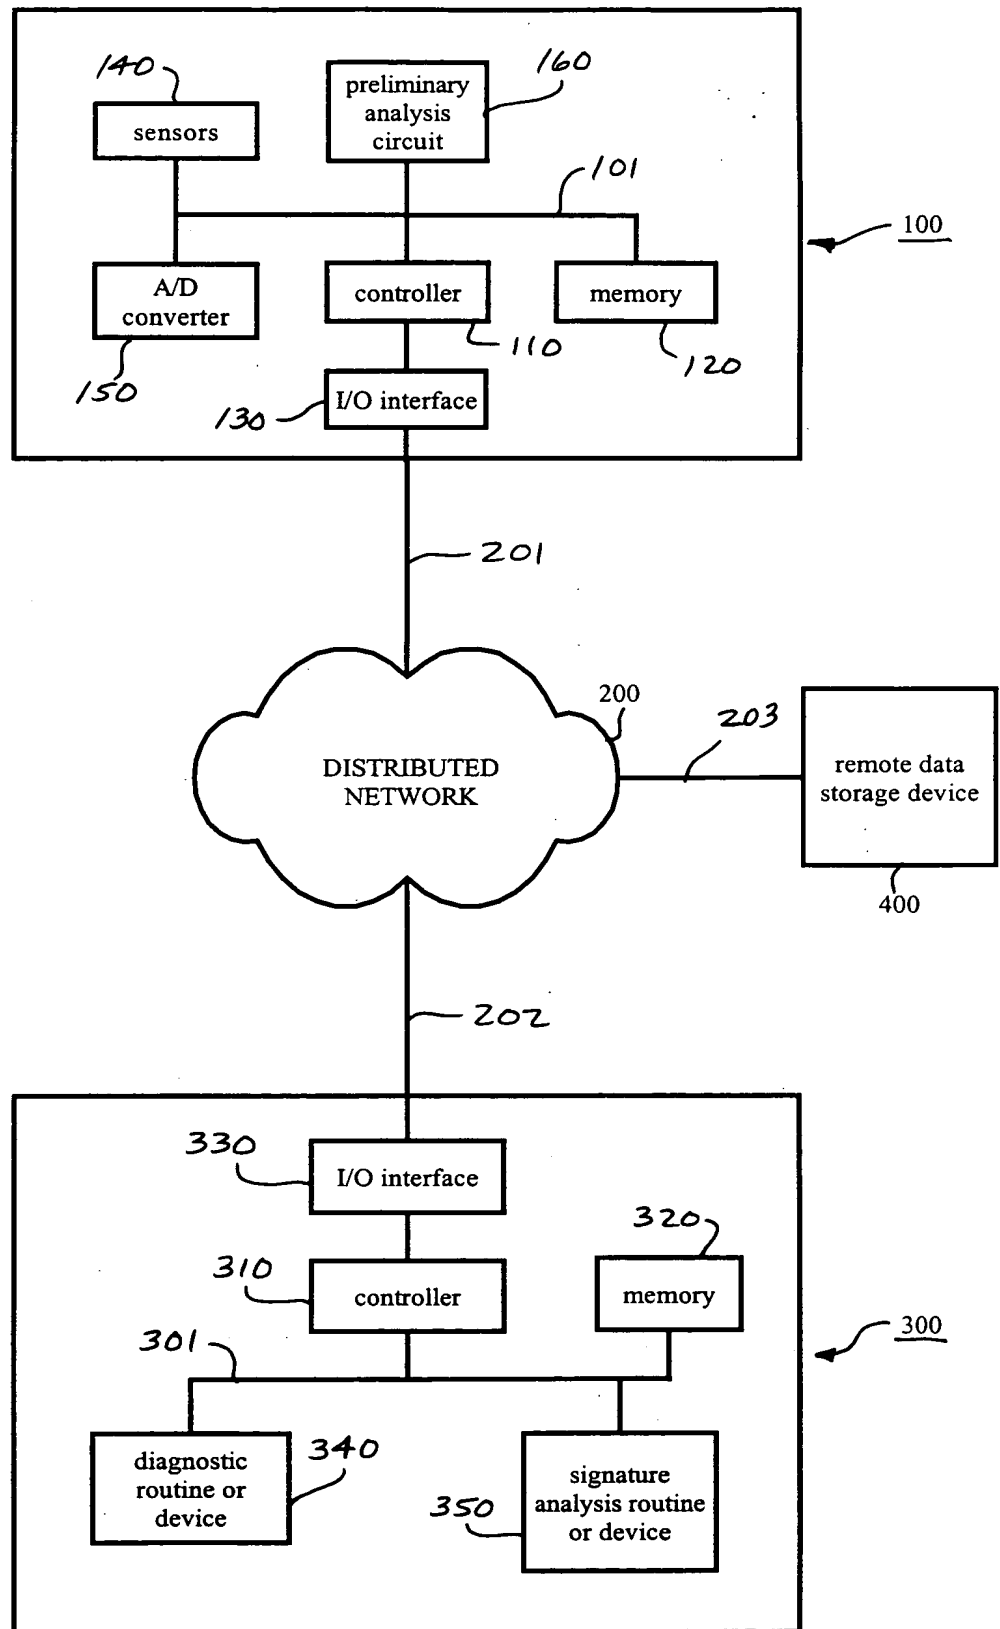 140
160
preliminary
analysis
circuit
sensors
101
100
A/D
converter
controller
memory
110
120
150
130
I/O interface
201
200
203
DISTRIBUTED
NETWORK
remote data
storage device
400
202
330
I/O interface
320
310
controller
memory
300
301
diagnostic
routine or
device
340
signature
analysis routine
or device
350